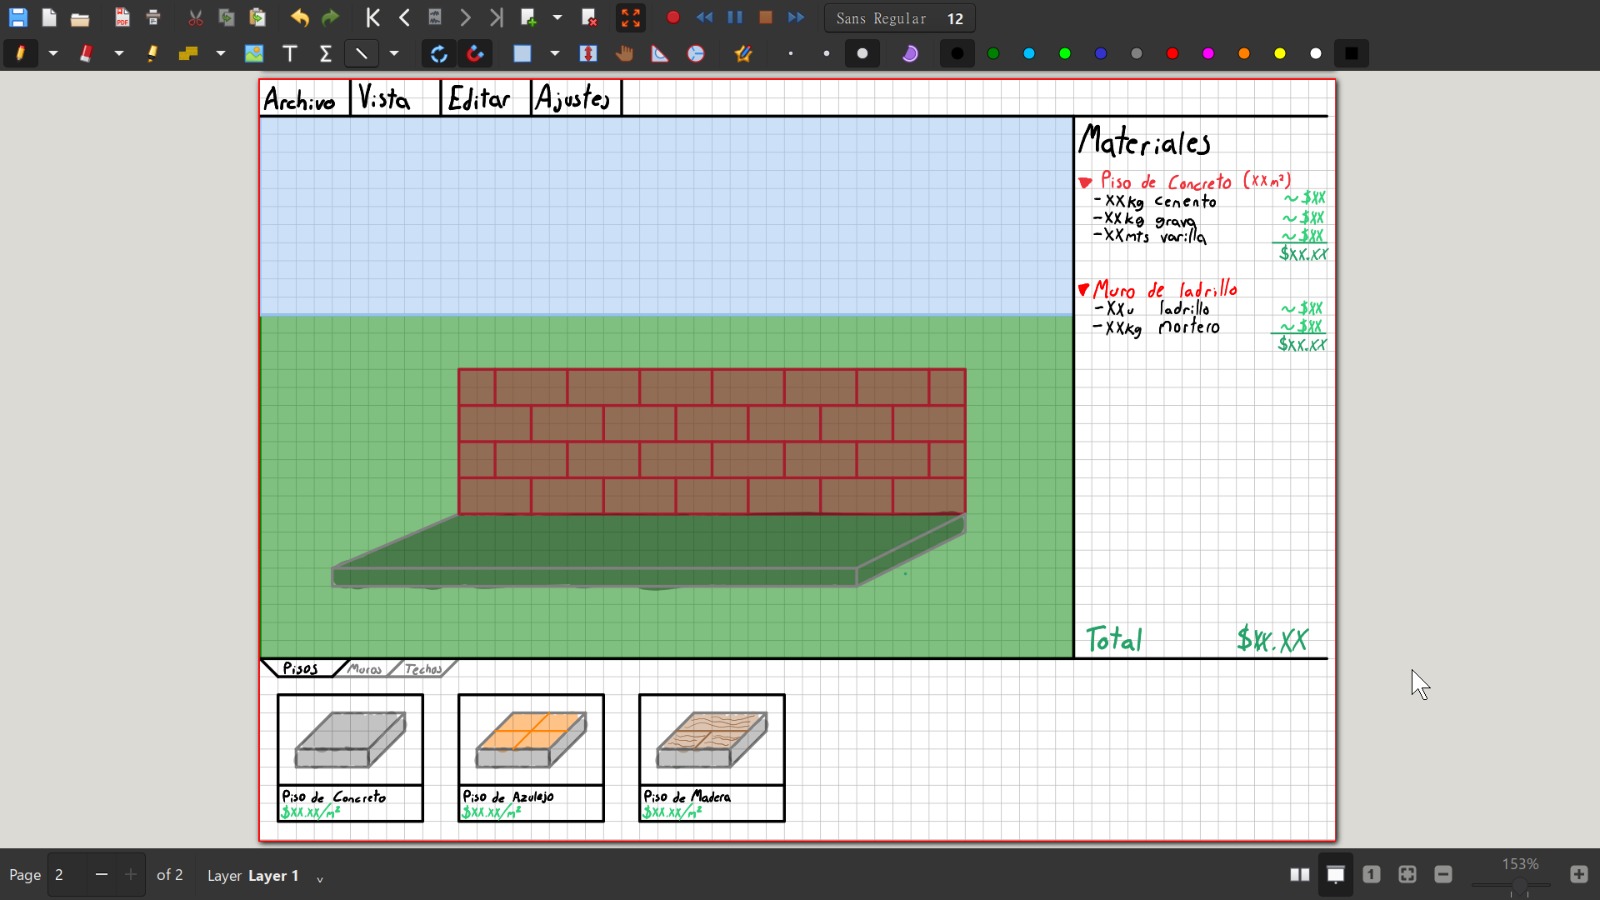 Sans Regular 12
Archivo Vista Editar Ajustes
Materiales
Piso de Concreto (XXm²)
-XXkg cemento ~$XX
-XXkg grava ~$XX
-XXmts varilla ~$XX
$XX.XX
Muro de ladrillo
-XXu ladrillo ~$XX
-XXkg mortero ~$XX
$XX.XX
Total $XX.XX
Pisos Muros Techos
Piso de Concreto
$XX.XX/m²
Piso de Azulejo
$XX.XX/m²
Piso de Madera
$XX.XX/m²
Page 2 of 2 Layer Layer 1 1 153%